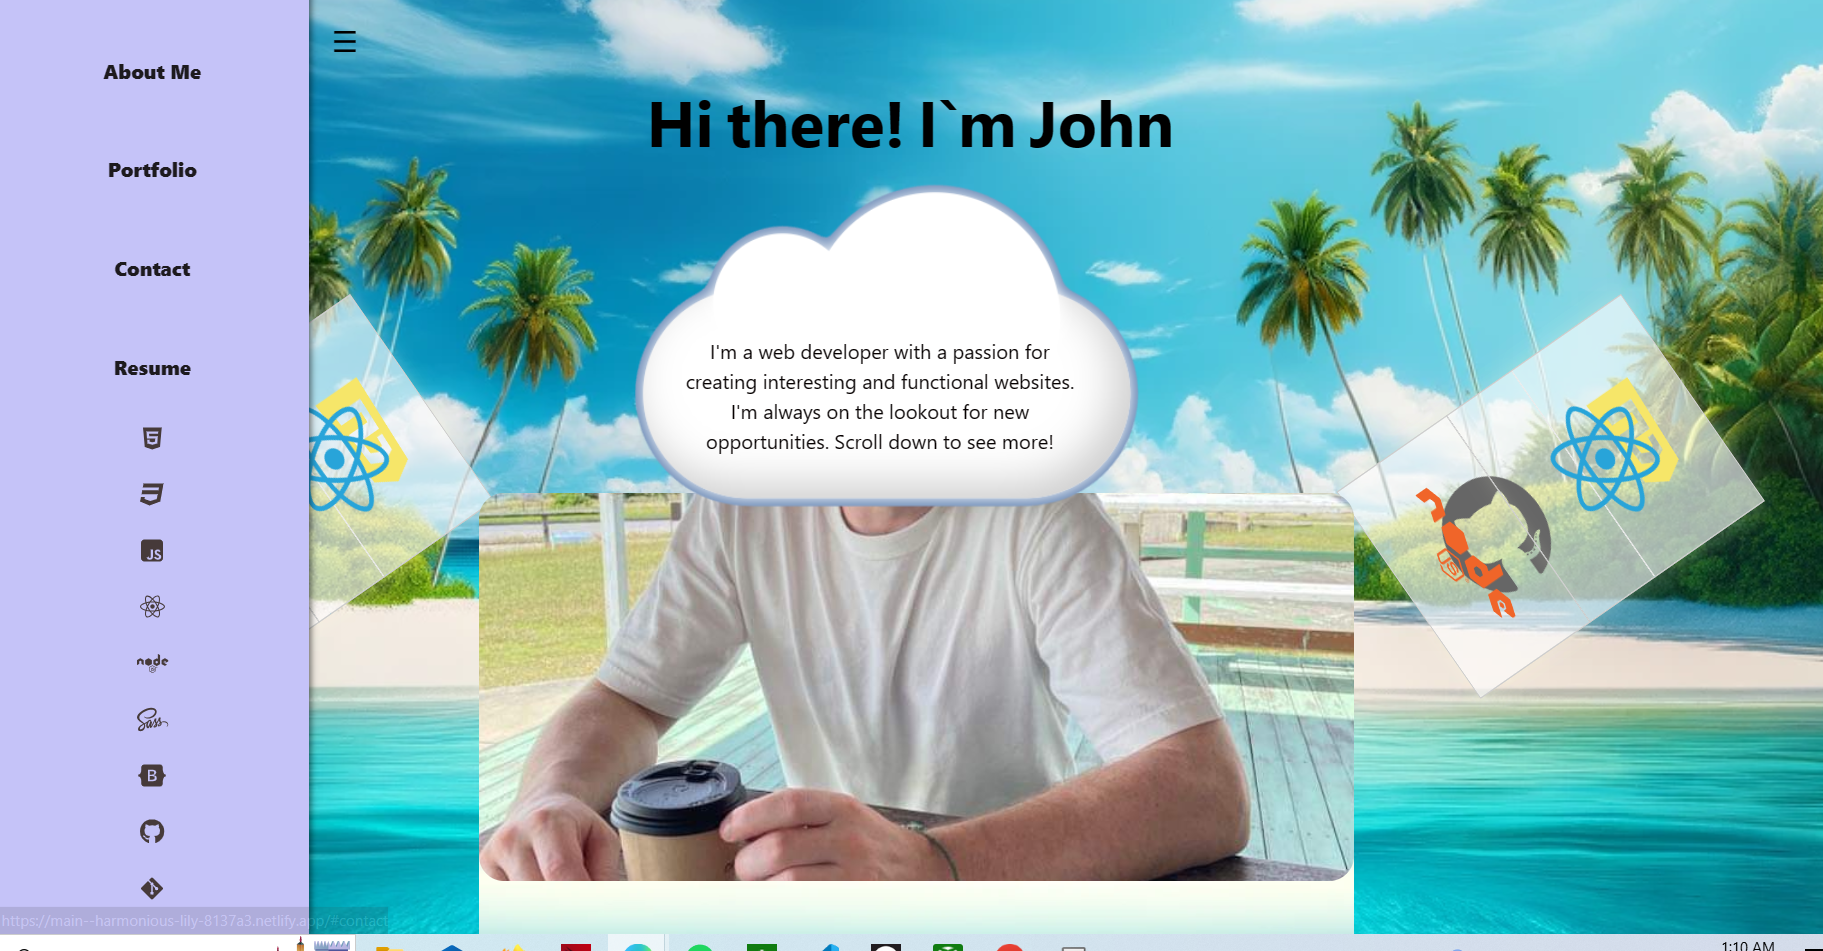 About Me
Portfolio
Contact
Resume
5
JS
node
JS
Sass
B
Hi there! I`m John
I'm a web developer with a passion for
creating interesting and functional websites.
I'm always on the lookout for new
opportunities. Scroll down to see more!
https://main--harmonious-lily-8137a3.netlify.app/#contact
1:10 AM